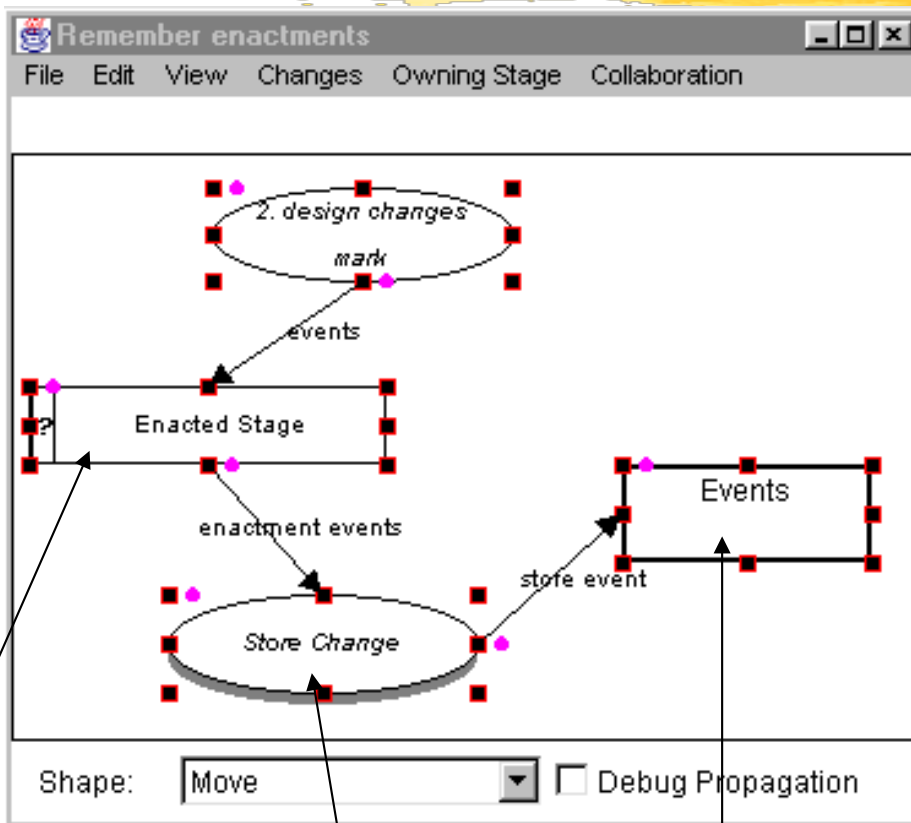 Remember enactments
File Edit View Changes Owning Stage Collaboration
2. design changes
mark
events
? Enacted Stage
Events
enactment events
store event
Store Change
Shape: Move Debug Propagation